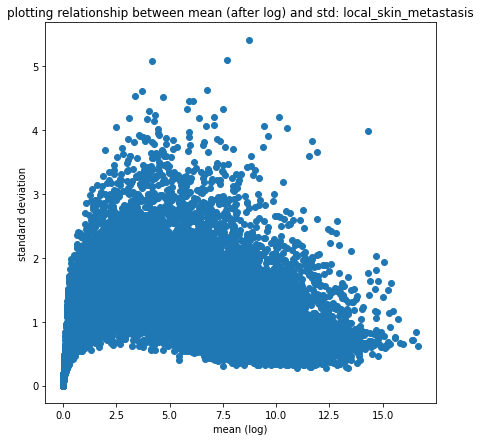 plotting relationship between mean (after log) and std: local_skin_metastasis
standard deviation
5
4
3
2
1
0
0.0 2.5 5.0 7.5 10.0 12.5 15.0
mean (log)